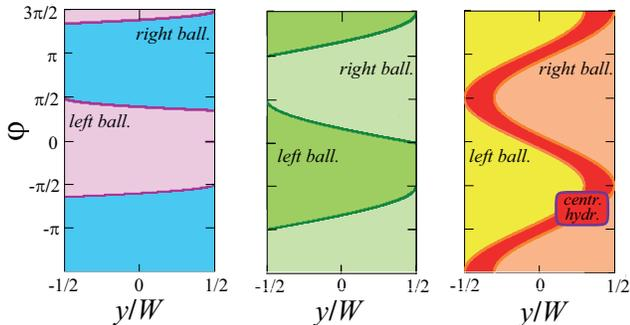 3π/2
π
π/2
0
-π/2
-π
φ
right ball.
left ball.
-1/2 0 1/2
y/W
right ball.
left ball.
-1/2 0 1/2
y/W
right ball.
left ball.
centr.
hydr.
-1/2 0 1/2
y/W